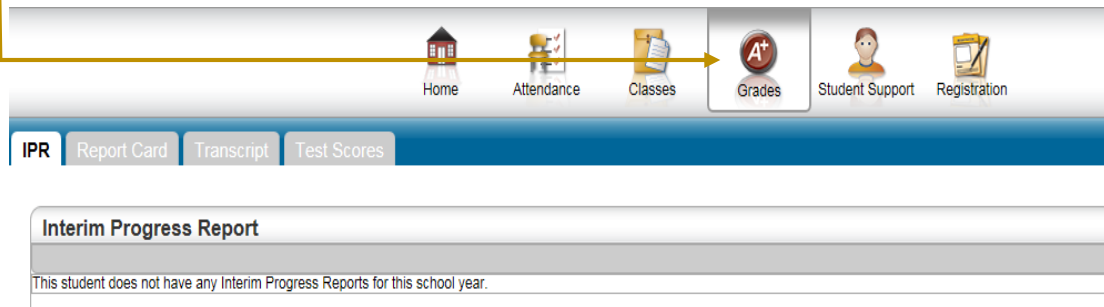 A+
Home Attendance Classes Grades Student Support Registration
IPR Report Card Transcript Test Scores
Interim Progress Report
This student does not have any Interim Progress Reports for this school year.